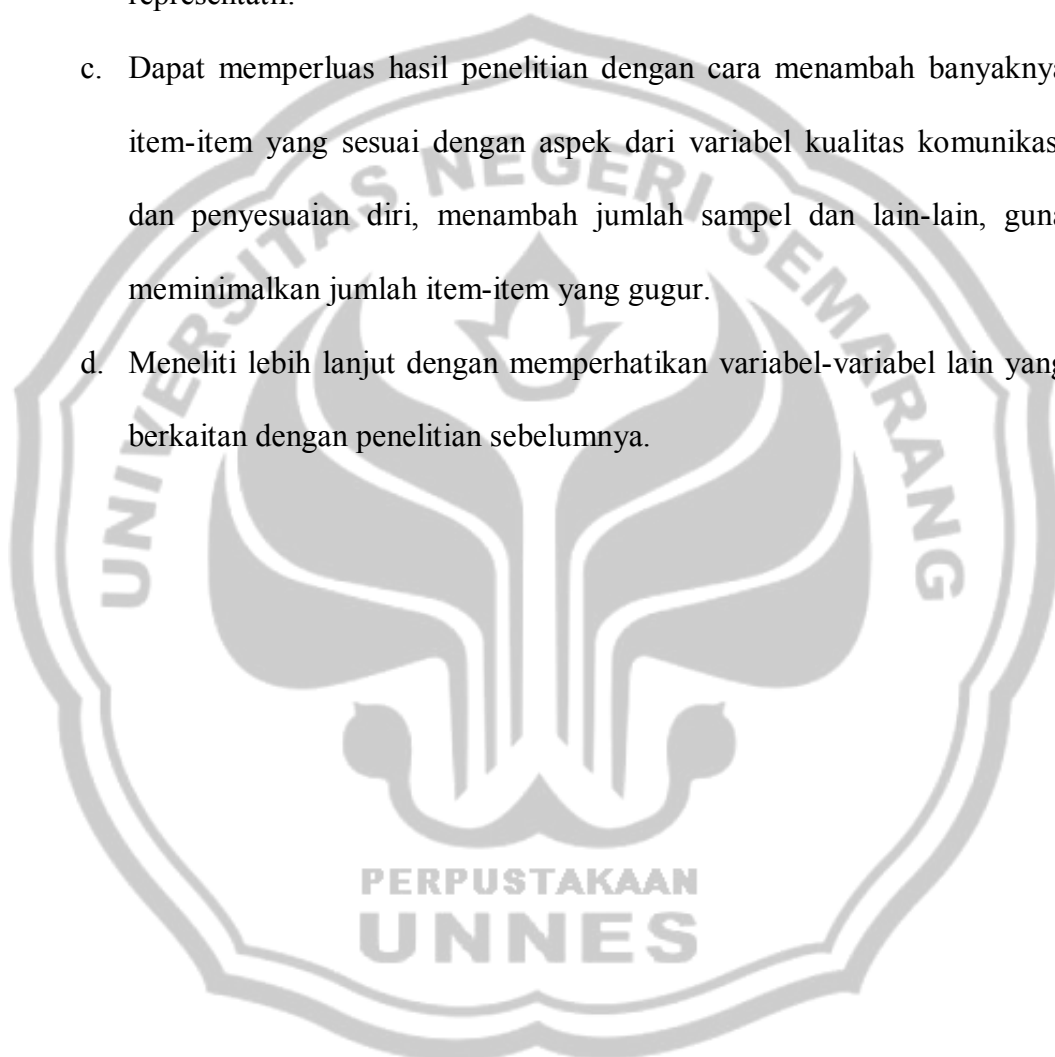 representatif.
c. Dapat memperluas hasil penelitian dengan cara menambah banyaknya
item-item yang sesuai dengan aspek dari variabel kualitas komunikas
dan penyesuaian diri, menambah jumlah sampel dan lain-lain, guna
meminimalkan jumlah item-item yang gugur.
d. Meneliti lebih lanjut dengan memperhatikan variabel-variabel lain yang
berkaitan dengan penelitian sebelumnya.
UNIVERSITAS NEGERI SEMARANG
PERPUSTAKAAN
UNNES